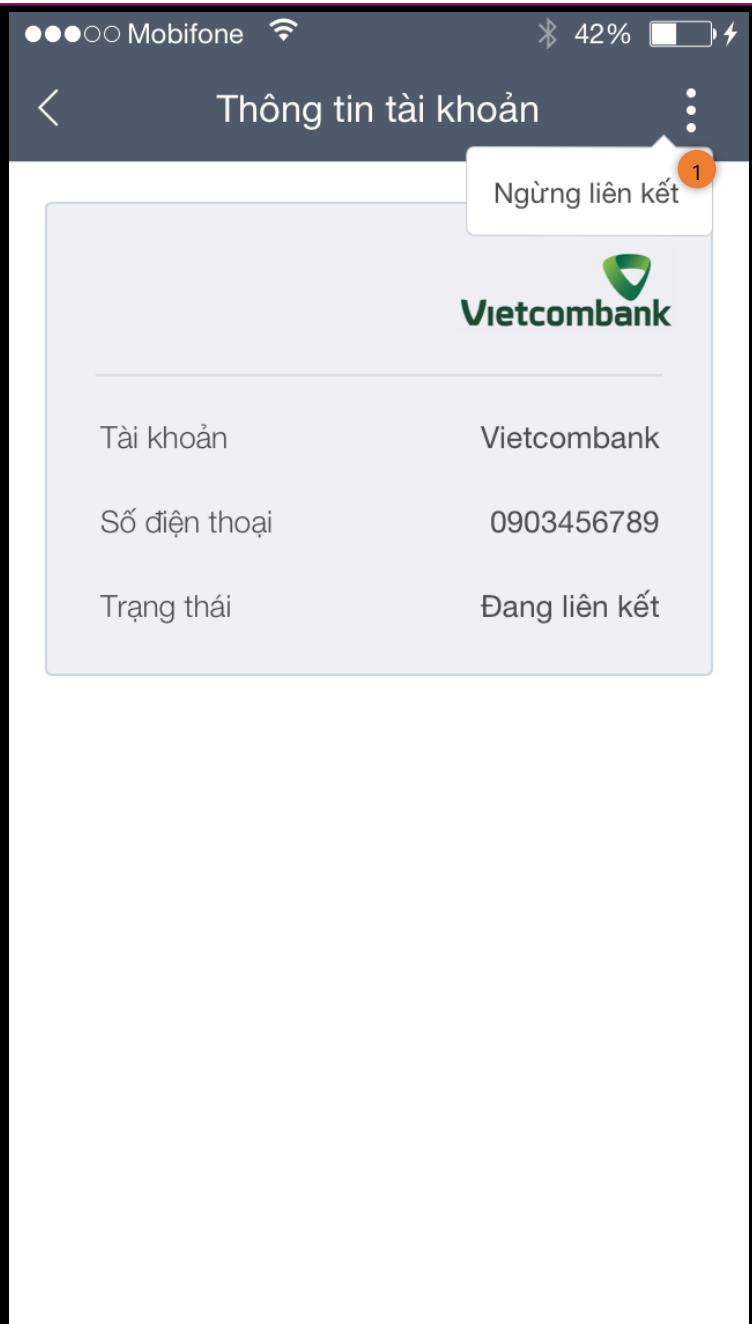 Mobifone 42%
Thông tin tài khoản
1
Ngừng liên kết
Vietcombank
Tài khoản Vietcombank
Số điện thoại 0903456789
Trạng thái Đang liên kết